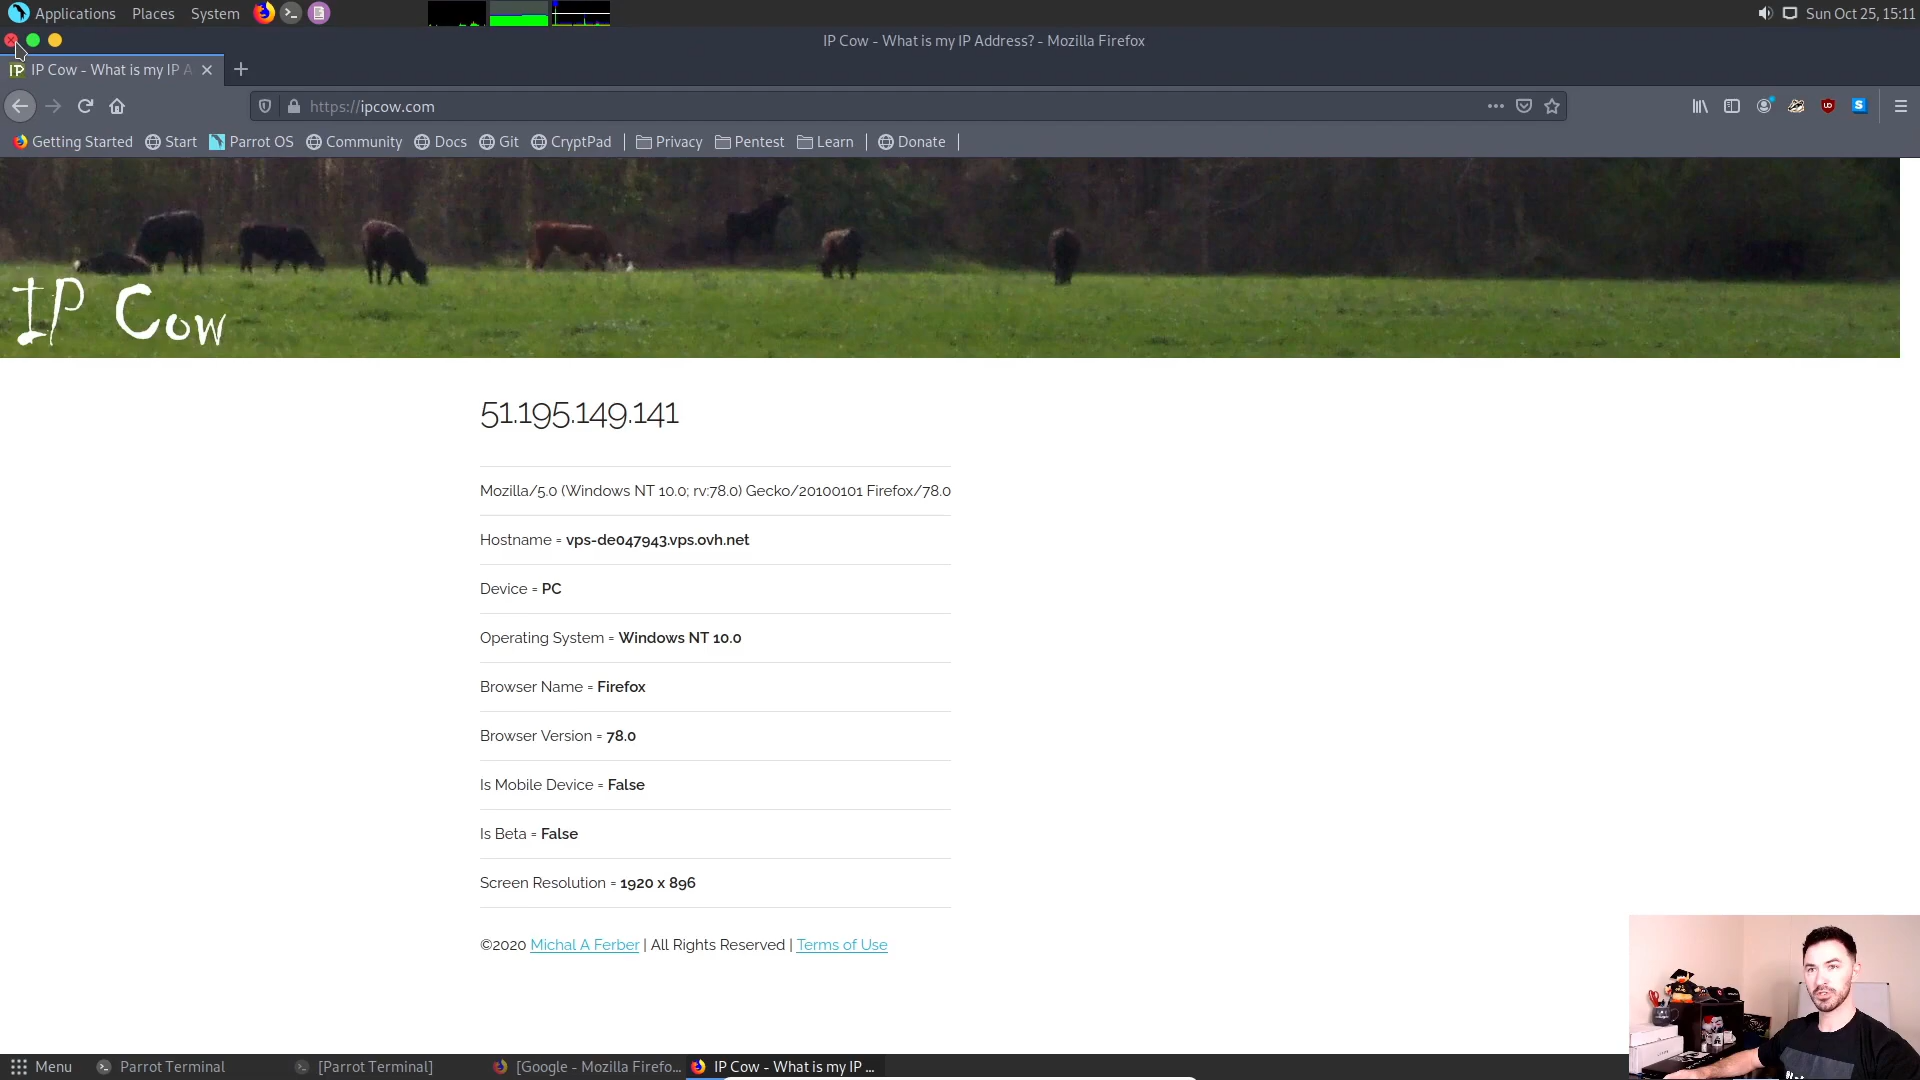 Applications Places System Sun Oct 25, 15:11
IP Cow - What is my IP Address? - Mozilla Firefox
IP IP Cow - What is my IP A
https://ipcow.com
Getting Started Start Parrot OS Community Docs Git CryptPad Privacy Pentest Learn Donate
IP Cow
51.195.149.141
Mozilla/5.0 (Windows NT 10.0; rv:78.0) Gecko/20100101 Firefox/78.0
Hostname = vps-de047943.vps.ovh.net
Device = PC
Operating System = Windows NT 10.0
Browser Name = Firefox
Browser Version = 78.0
Is Mobile Device = False
Is Beta = False
Screen Resolution = 1920 x 896
©2020 Michal A Ferber | All Rights Reserved | Terms of Use
Menu Parrot Terminal [Parrot Terminal] [Google - Mozilla Firefo... IP Cow - What is my IP ...